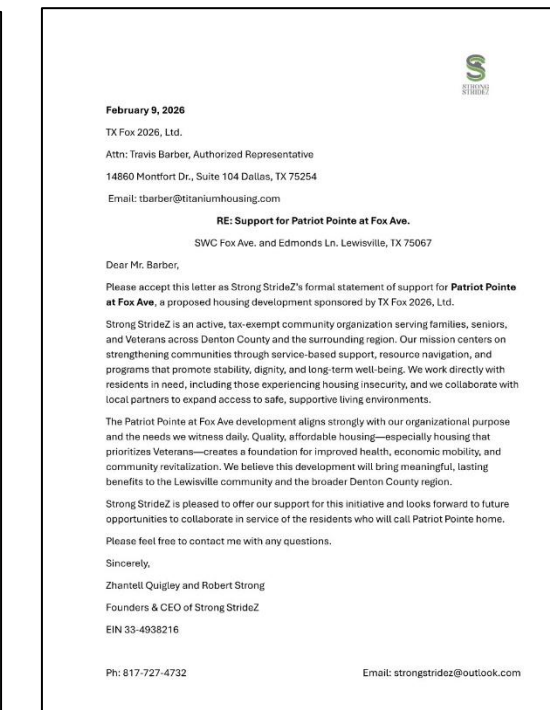 STRONG
STRIDEZ
February 9, 2026
TX Fox 2026, Ltd.
Attn: Travis Barber, Authorized Representative
14860 Montfort Dr., Suite 104 Dallas, TX 75254
Email: tbarber@titaniumhousing.com
RE: Support for Patriot Pointe at Fox Ave.
SWC Fox Ave. and Edmonds Ln. Lewisville, TX 75067
Dear Mr. Barber,
Please accept this letter as Strong StrideZ's formal statement of support for Patriot Pointe
at Fox Ave, a proposed housing development sponsored by TX Fox 2026, Ltd.
Strong StrideZ is an active, tax-exempt community organization serving families, seniors,
and Veterans across Denton County and the surrounding region. Our mission centers on
strengthening communities through service-based support, resource navigation, and
programs that promote stability, dignity, and long-term well-being. We work directly with
residents in need, including those experiencing housing insecurity, and we collaborate with
local partners to expand access to safe, supportive living environments.
The Patriot Pointe at Fox Ave development aligns strongly with our organizational purpose
and the needs we witness daily. Quality, affordable housing—especially housing that
prioritizes Veterans—creates a foundation for improved health, economic mobility, and
community revitalization. We believe this development will bring meaningful, lasting
benefits to the Lewisville community and the broader Denton County region.
Strong StrideZ is pleased to offer our support for this initiative and looks forward to future
opportunities to collaborate in service of the residents who will call Patriot Pointe home.
Please feel free to contact me with any questions.
Sincerely,
Zhantell Quigley and Robert Strong
Founders & CEO of Strong StrideZ
EIN 33-4938216
Ph: 817-727-4732 Email: strongstridez@outlook.com